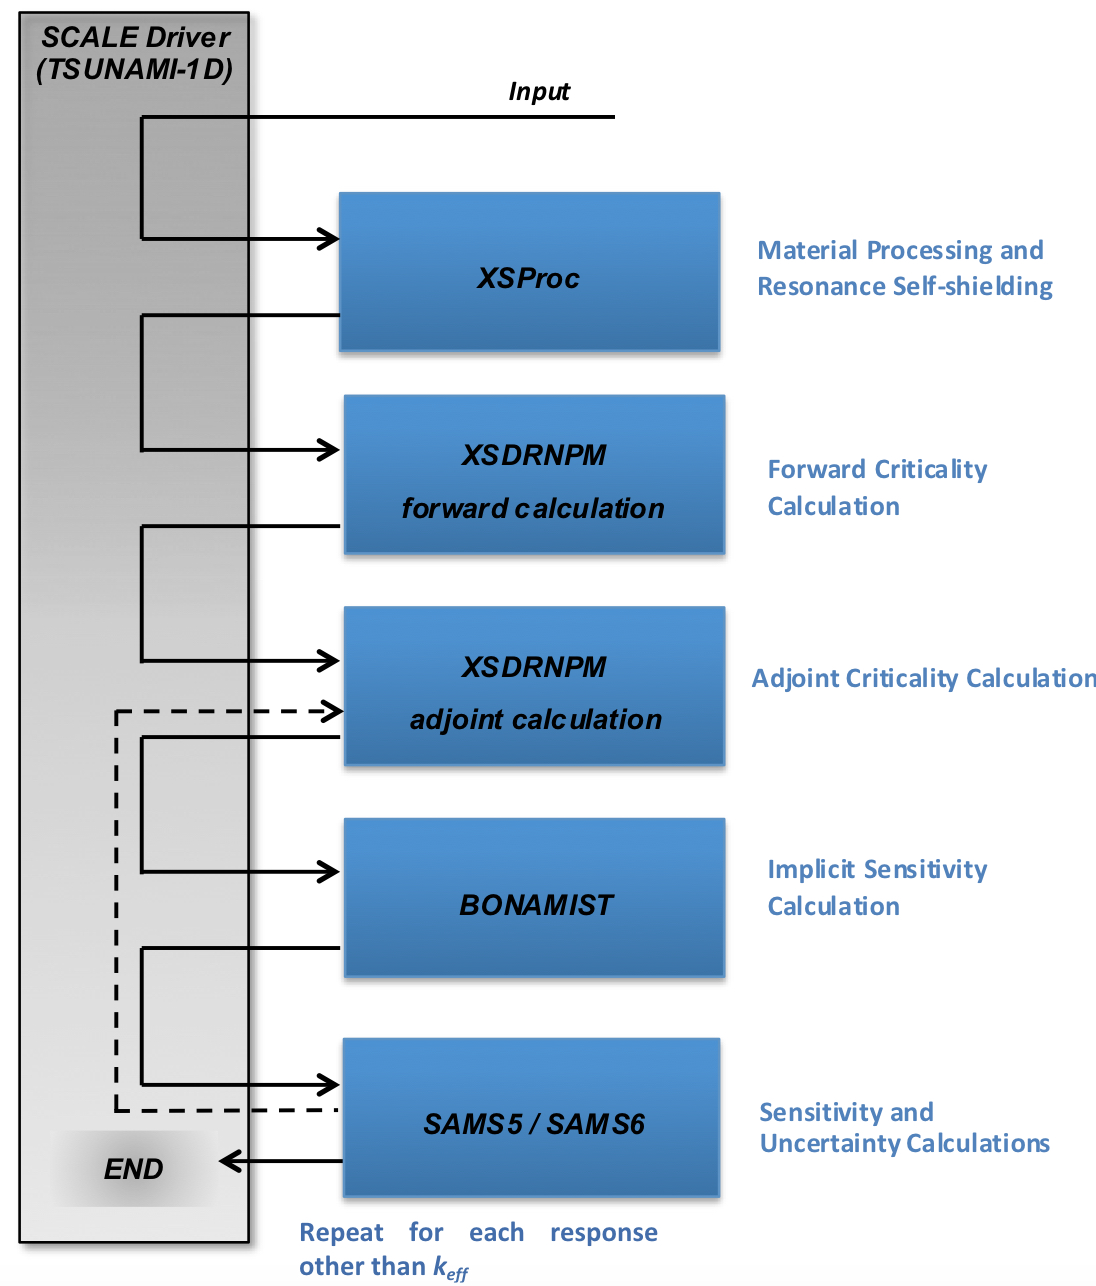 SCALE Driver
(TSUNAMI-1D)
Input
XSProc
Material Processing and
Resonance Self-shielding
XSDRNPM
forward calculation
Forward Criticality
Calculation
XSDRNPM
adjoint calculation
Adjoint Criticality Calculation
BONAMIST
Implicit Sensitivity
Calculation
SAMS5 / SAMS6
Sensitivity and
Uncertainty Calculations
END
Repeat for each response
other than keff